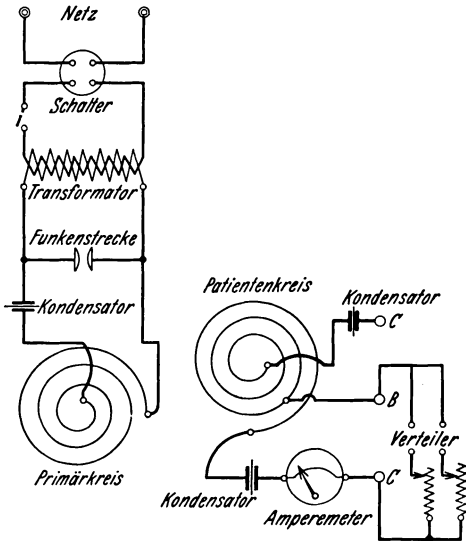 Netz
Schalter
i
Transformator
Funkenstrecke
Kondensator
Primärkreis
Patientenkreis
Kondensator
C
B
Verteiler
C
Kondensator
Amperemeter